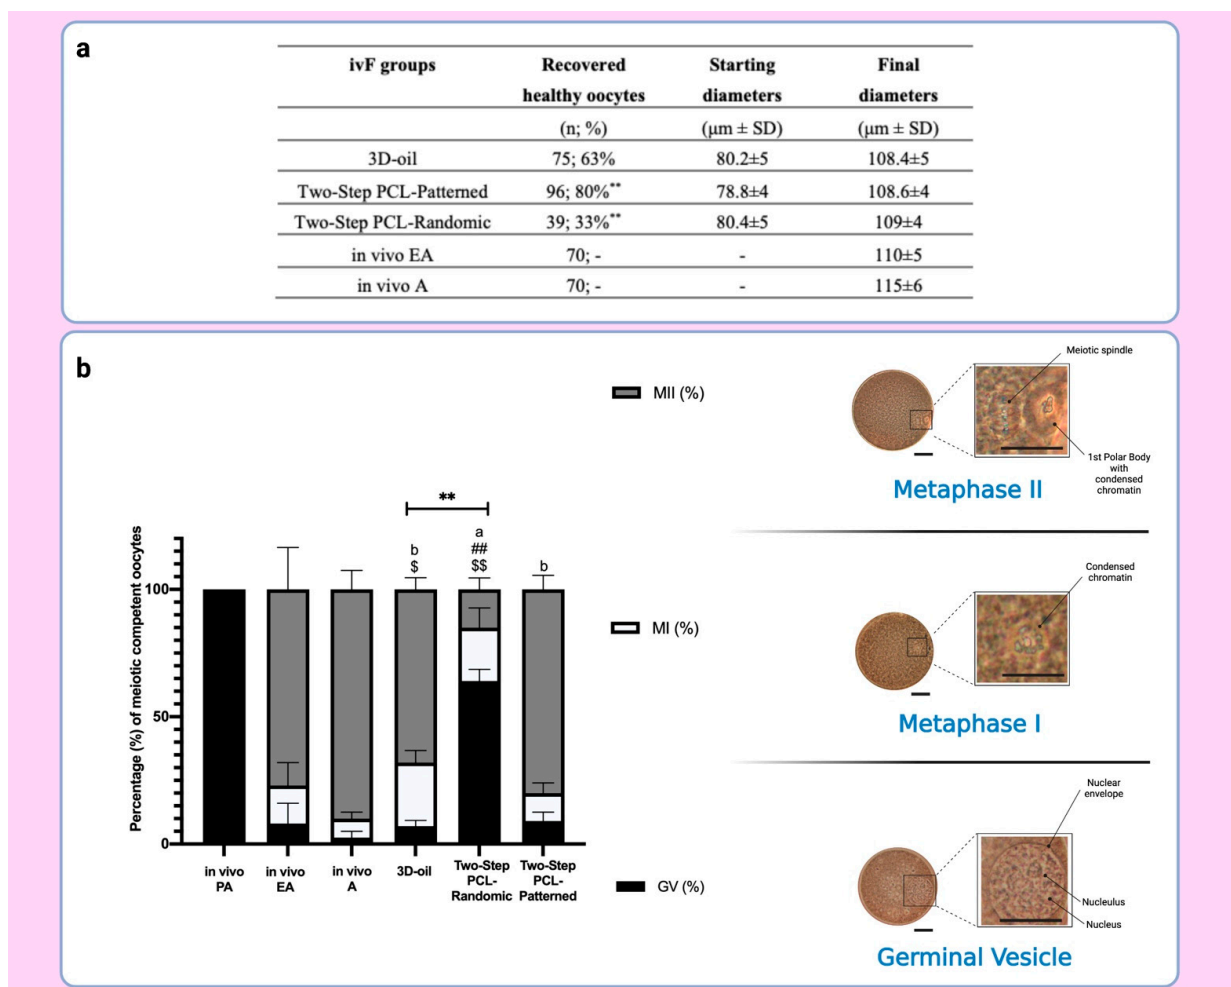 a
ivF groups Recovered Starting Final
healthy oocytes diameters diameters
(n; %) (μm ± SD) (μm ± SD)
3D-oil 75; 63% 80.2±5 108.4±5
Two-Step PCL-Patterned 96; 80%** 78.8±4 108.6±4
Two-Step PCL-Randomic 39; 33%** 80.4±5 109±4
in vivo EA 70; - - 110±5
in vivo A 70; - - 115±6
b
Percentage (%) of meiotic competent oocytes
100
50
0
**
b
$
a
##
$$
b
in vivo
PA
in vivo
EA
in vivo
A
3D-oil
Two-Step
PCL-
Randomic
Two-Step
PCL-
Patterned
MII (%)
MI (%)
GV (%)
Meiotic spindle
1st Polar Body
with
condensed
chromatin
Metaphase II
Condensed
chromatin
Metaphase I
Nuclear
envelope
Nucleulus
Nucleus
Germinal Vesicle